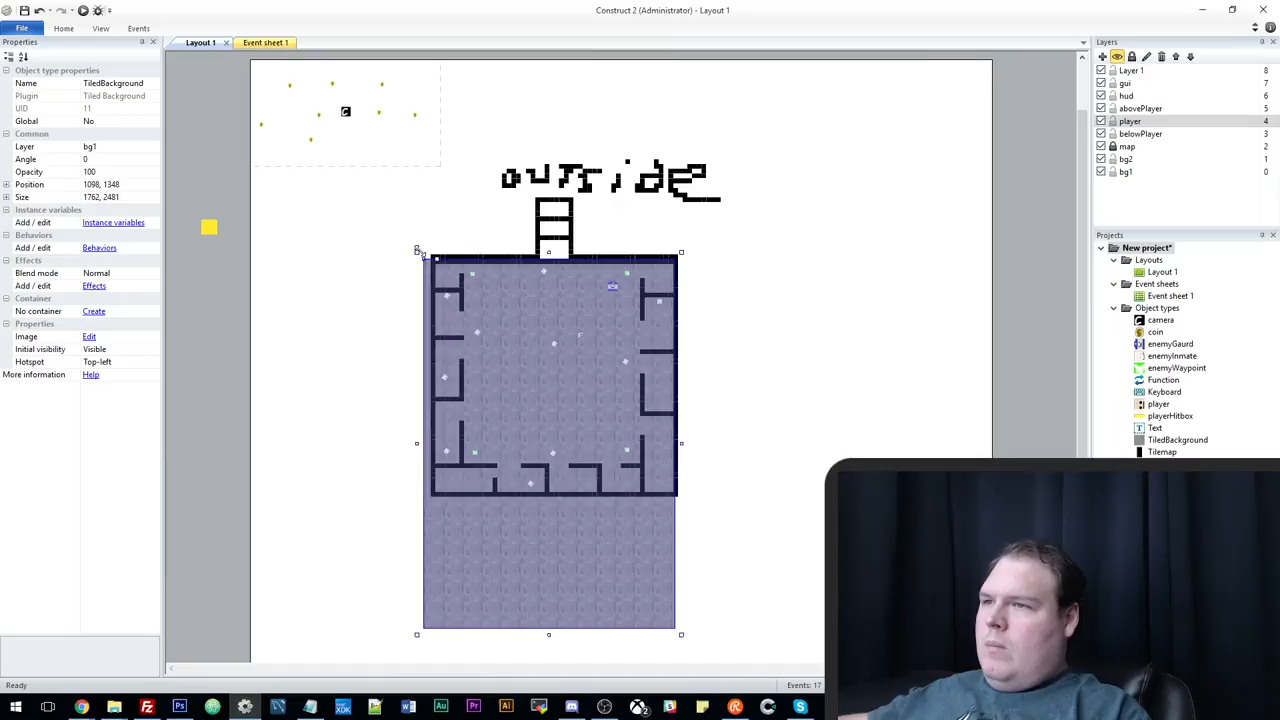 Construct 2 (Administrator) - Layout 1
File
Home
View
Events
Properties
Layout 1
Event sheet 1
Layers
Object type properties
Name
TiledBackground
Plugin
Tiled Background
UID
11
Global
No
Common
Layer
bg1
Angle
0
Opacity
100
Position
1098, 1348
Size
1762, 2481
Instance variables
Add / edit
Instance variables
Behaviors
Add / edit
Behaviors
Effects
Blend mode
Normal
Add / edit
Effects
Container
No container
Create
Properties
Image
Edit
Initial visibility
Visible
Hotspot
Top-left
More information
Help
outside
Layer 1
8
gui
7
hud
6
abovePlayer
5
player
4
belowPlayer
3
map
2
bg2
1
bg1
0
Projects
New project*
Layouts
Layout 1
Event sheets
Event sheet 1
Object types
camera
coin
enemyGaurd
enemyInmate
enemyWaypoint
Function
Keyboard
player
playerHitbox
Text
TiledBackground
Tilemap
Ready
Events: 17